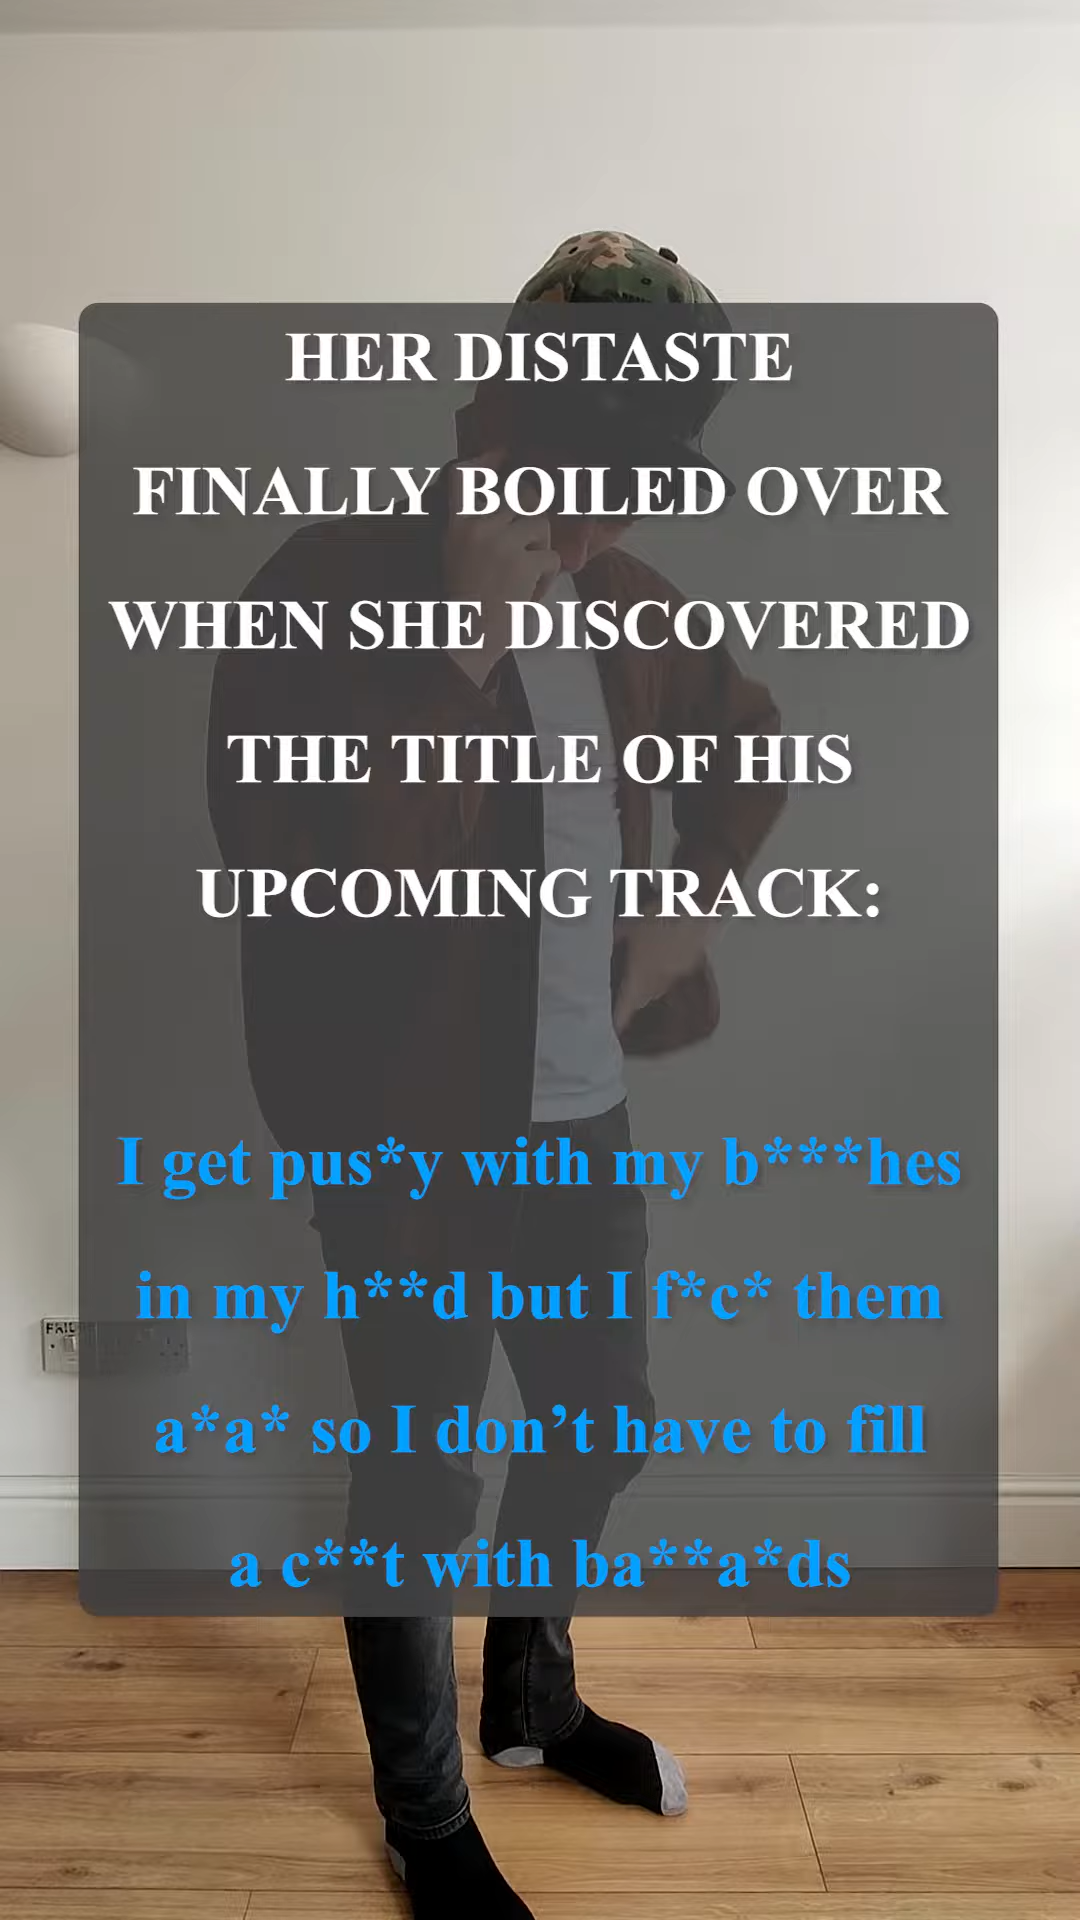 HER DISTASTE
FINALLY BOILED OVER
WHEN SHE DISCOVERED
THE TITLE OF HIS
UPCOMING TRACK:
I get pus*y with my b***hes
in my h**d but I f*c* them
a*a* so I don’t have to fill
a c**t with ba**a*ds